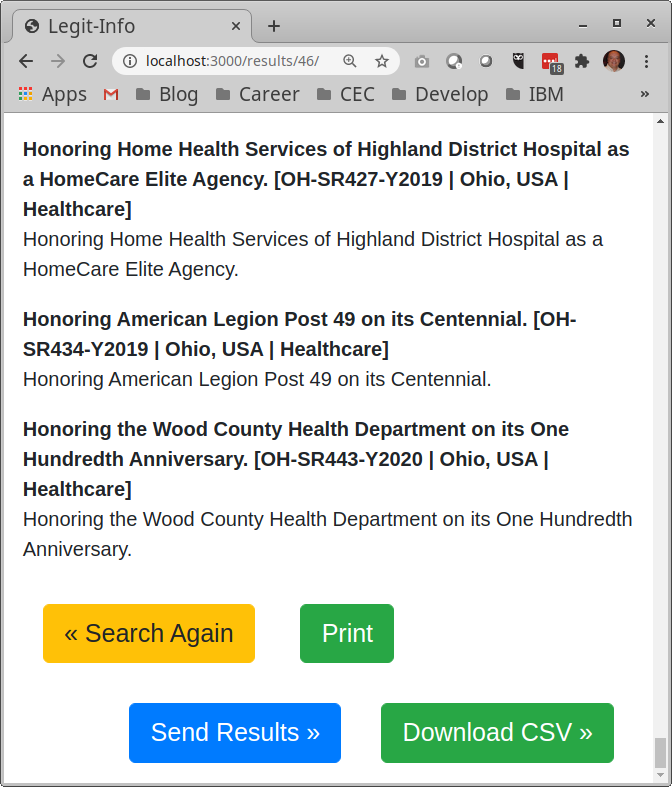 Legit-Info
localhost:3000/results/46/
18
Apps Blog Career CEC Develop IBM »
Honoring Home Health Services of Highland District Hospital as
a HomeCare Elite Agency. [OH-SR427-Y2019 | Ohio, USA |
Healthcare]
Honoring Home Health Services of Highland District Hospital as a
HomeCare Elite Agency.
Honoring American Legion Post 49 on its Centennial. [OH-
SR434-Y2019 | Ohio, USA | Healthcare]
Honoring American Legion Post 49 on its Centennial.
Honoring the Wood County Health Department on its One
Hundredth Anniversary. [OH-SR443-Y2020 | Ohio, USA |
Healthcare]
Honoring the Wood County Health Department on its One Hundredth
Anniversary.
« Search Again Print
Send Results » Download CSV »